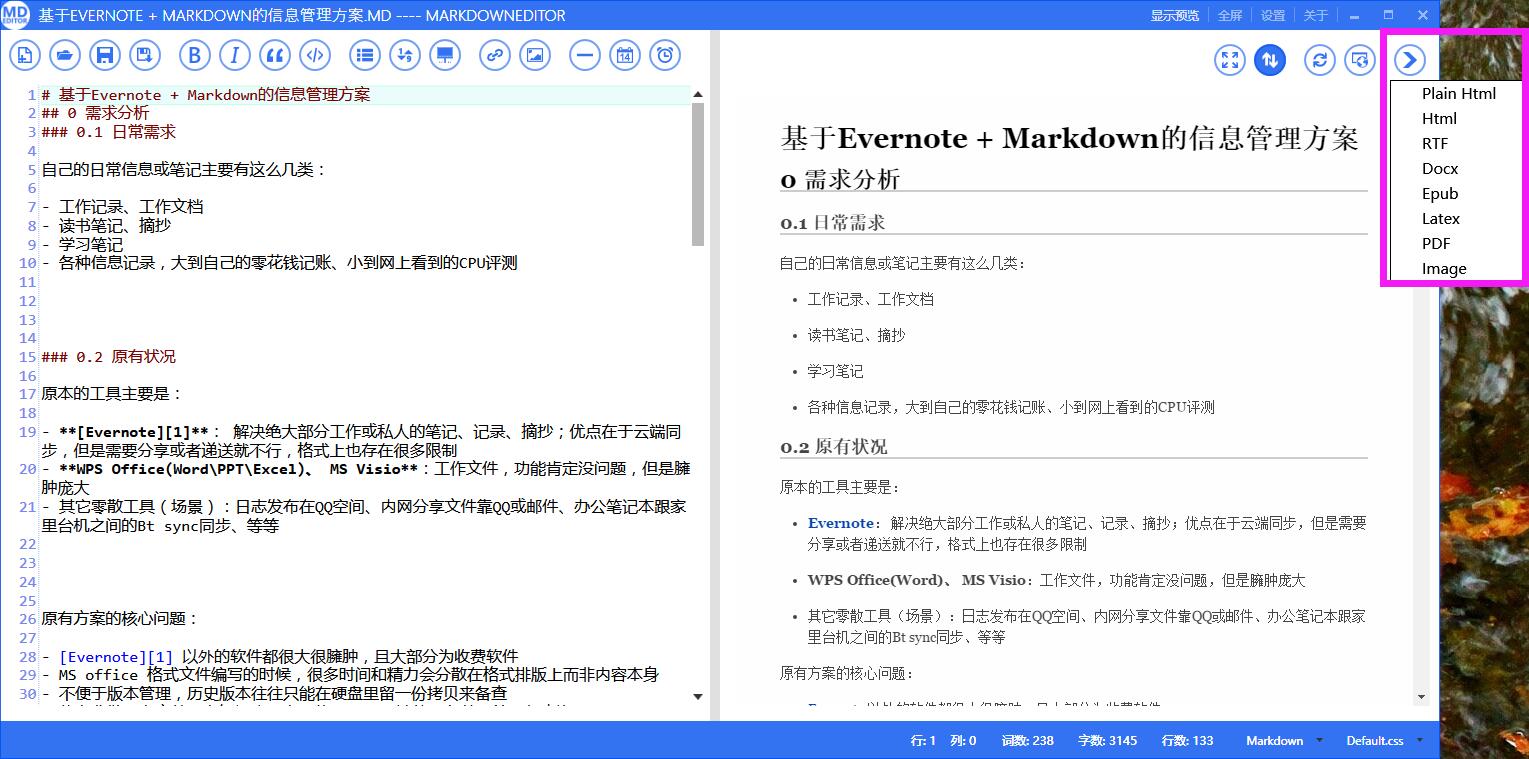 MD
EDITOR
基于EVERNOTE + MARKDOWN的信息管理方案.MD ---- MARKDOWNEDITOR
显示预览
全屏
设置
关于
B
I
14
1 # 基于Evernote + Markdown的信息管理方案
2 ## 0 需求分析
3 ### 0.1 日常需求
4
5 自己的日常信息或笔记主要有这么几类：
6
7 - 工作记录、工作文档
8 - 读书笔记、摘抄
9 - 学习笔记
10 - 各种信息记录，大到自己的零花钱记账、小到网上看到的CPU评测
11
12
13
14
15 ### 0.2 原有状况
16
17 原本的工具主要是：
18
19 - **[Evernote][1]**： 解决绝大部分工作或私人的笔记、记录、摘抄；优点在于云端同
步，但是需要分享或者递送就不行，格式上也存在很多限制
20 - **WPS Office(Word\PPT\Excel)、 MS Visio**：工作文件，功能肯定没问题，但是臃
肿庞大
21 - 其它零散工具（场景）：日志发布在QQ空间、内网分享文件靠QQ或邮件、办公笔记本跟家
里台机之间的Bt sync同步、等等
22
23
24
25
26 原有方案的核心问题：
27
28 - [Evernote][1] 以外的软件都很大很臃肿，且大部分为收费软件
29 - MS office 格式文件编写的时候，很多时间和精力会分散在格式排版上而非内容本身
30 - 不便于版本管理，历史版本往往只能在硬盘里留一份拷贝来备查
基于Evernote + Markdown的信息管理方案
0 需求分析
0.1 日常需求
自己的日常信息或笔记主要有这么几类：
• 工作记录、工作文档
• 读书笔记、摘抄
• 学习笔记
• 各种信息记录，大到自己的零花钱记账、小到网上看到的CPU评测
0.2 原有状况
原本的工具主要是：
• Evernote： 解决绝大部分工作或私人的笔记、记录、摘抄；优点在于云端同步，但是需要
分享或者递送就不行，格式上也存在很多限制
• WPS Office(Word)、 MS Visio：工作文件，功能肯定没问题，但是臃肿庞大
• 其它零散工具（场景）：日志发布在QQ空间、内网分享文件靠QQ或邮件、办公笔记本跟家
里台机之间的Bt sync同步、等等
原有方案的核心问题：
Plain Html
Html
RTF
Docx
Epub
Latex
PDF
Image
行: 1 列: 0 词数: 238 字数: 3145 行数: 133 Markdown Default.css